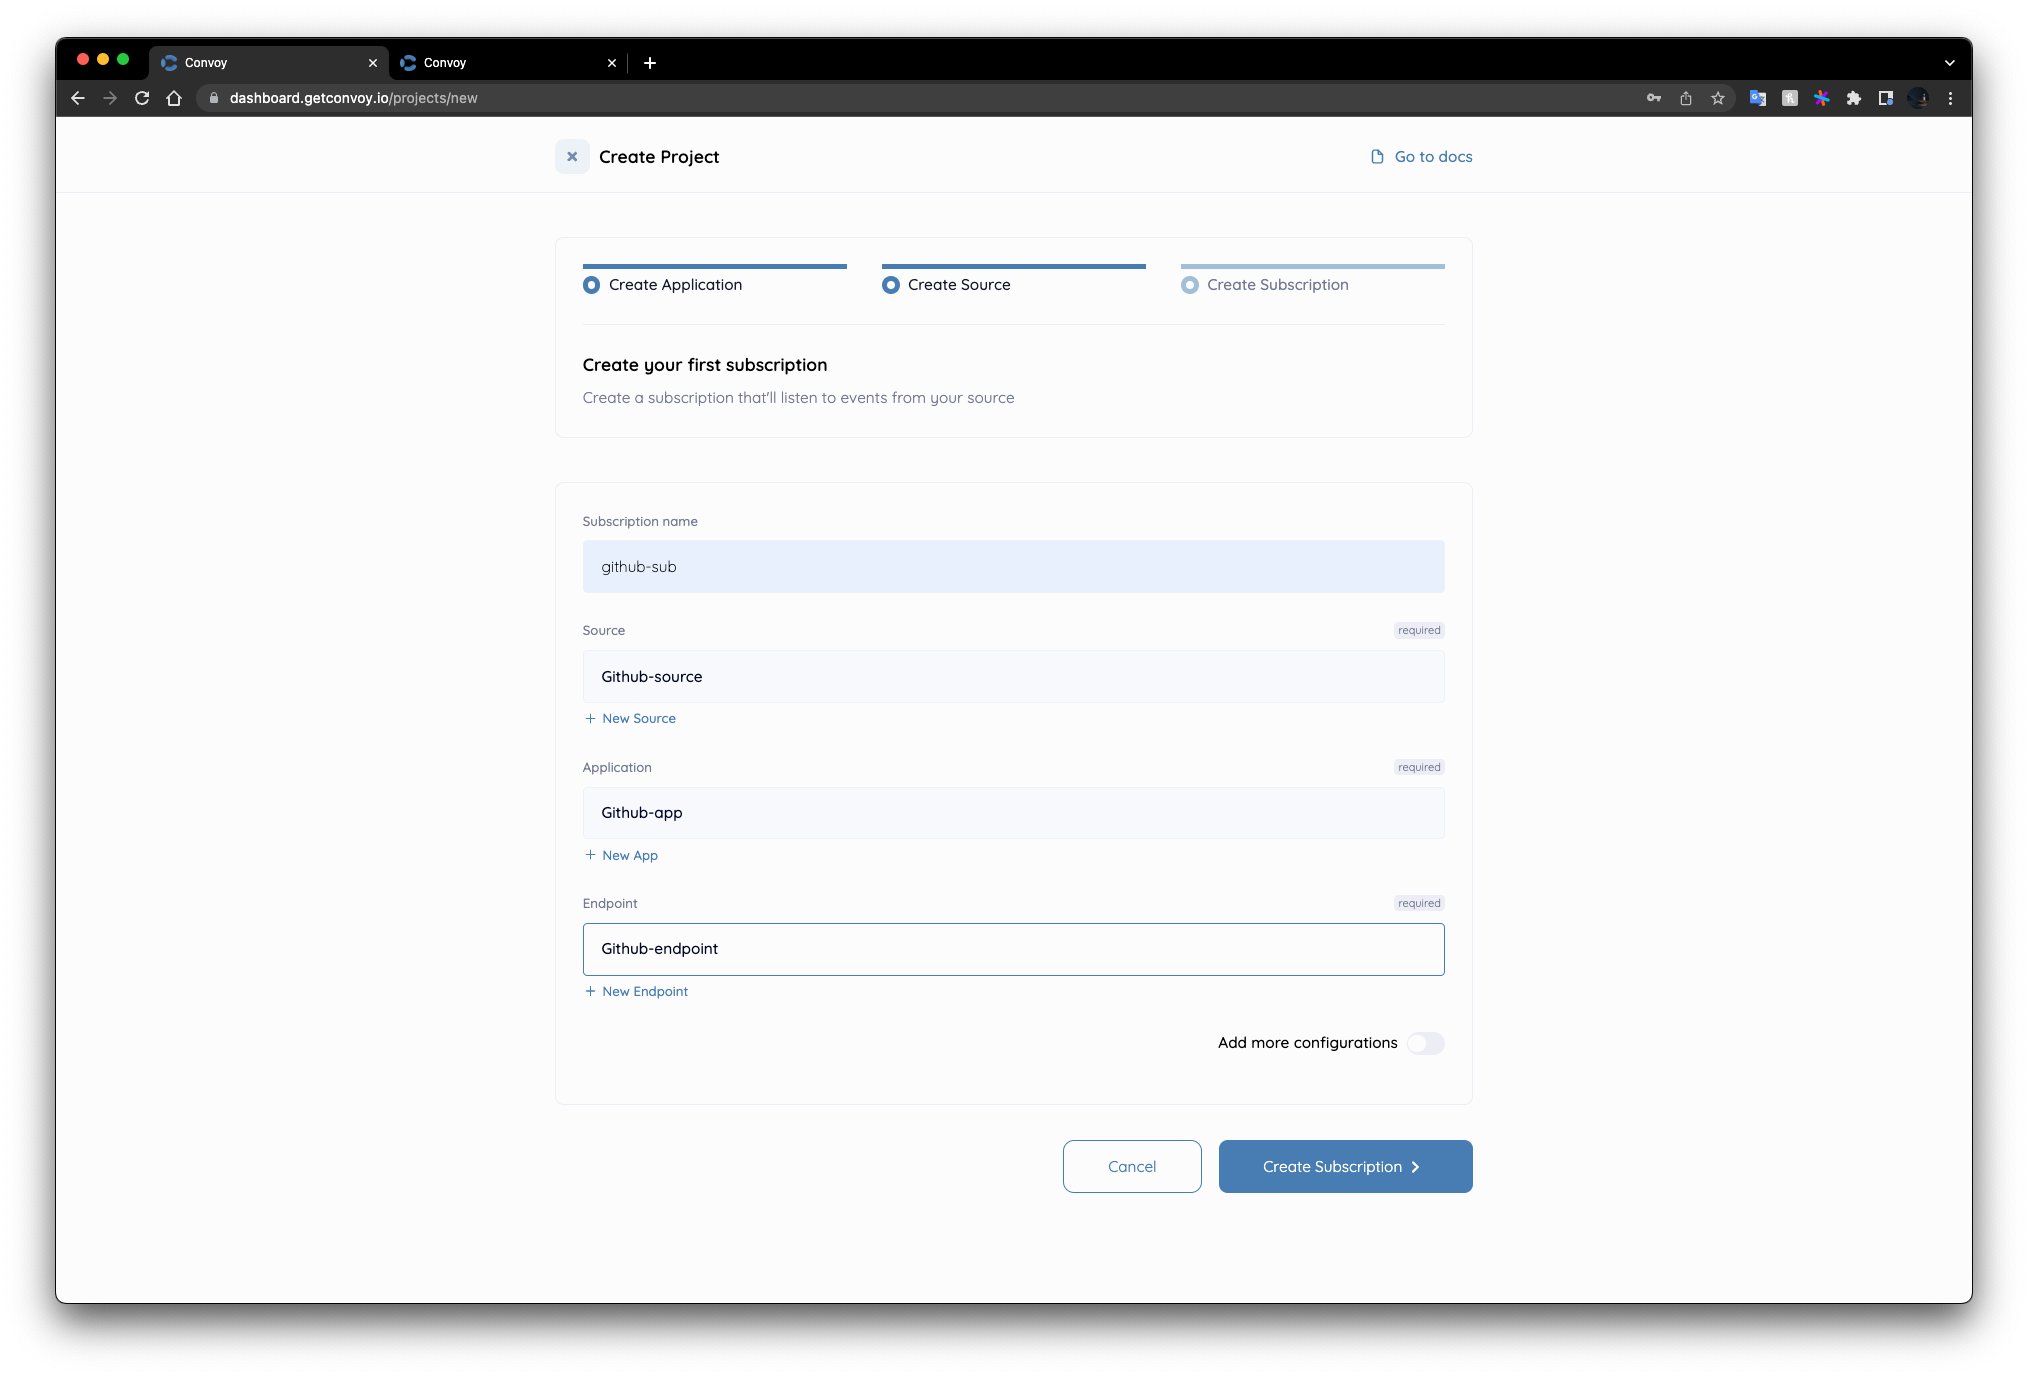 Convoy
Convoy
dashboard.getconvoy.io/projects/new
Create Project
Go to docs
Create Application
Create Source
Create Subscription
Create your first subscription
Create a subscription that'll listen to events from your source
Subscription name
github-sub
Source
required
Github-source
+ New Source
Application
required
Github-app
+ New App
Endpoint
required
Github-endpoint
+ New Endpoint
Add more configurations
Cancel
Create Subscription